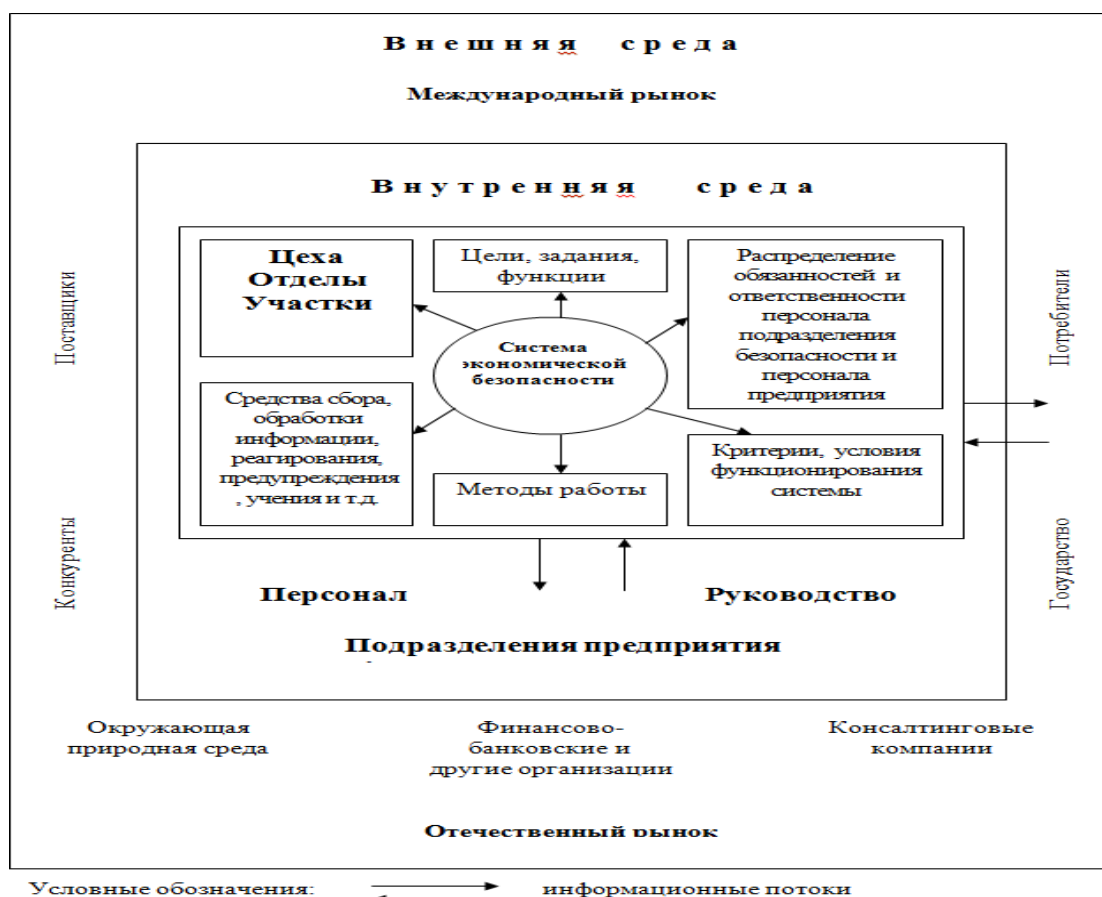 Внешняя среда
Международный рынок
Внутренняя среда
Цеха
Отделы
Участки
Цели, задания,
функции
Распределение
обязанностей и
ответственности
персонала
подразделения
безопасности и
персонала
предприятия
Система
экономической
безопасности
Средства сбора,
обработки
информации,
реагирования,
предупреждения
, учения и т.д.
Методы работы
Критерии, условия
функционирования
системы
Поставщики
Конкуренты
Потребители
Государство
Персонал
Руководство
Подразделения предприятия
Окружающая
природная среда
Финансово-
банковские и
другие организации
Консалтинговые
компании
Отечественный рынок
Условные обозначения:
информационные потоки